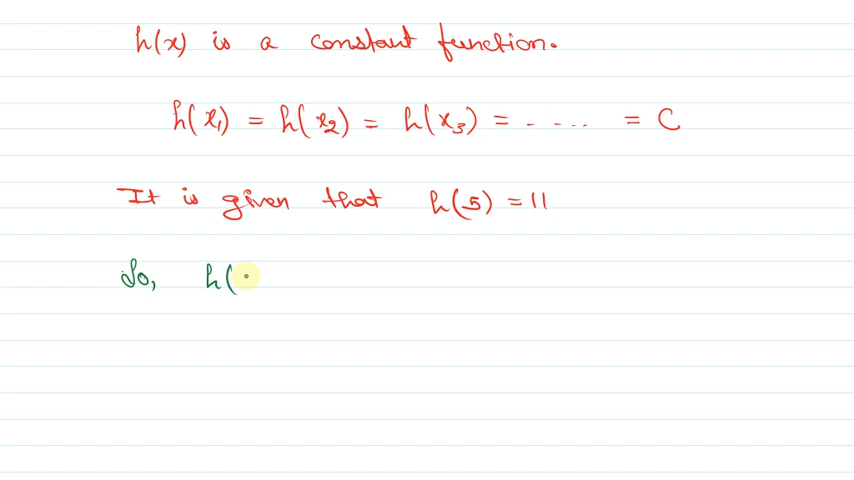 h(x) is a constant function.
h(x₁) = h(x₂) = h(x₃) = - . - - - = C
It is given that h(5) = 11
So, h(